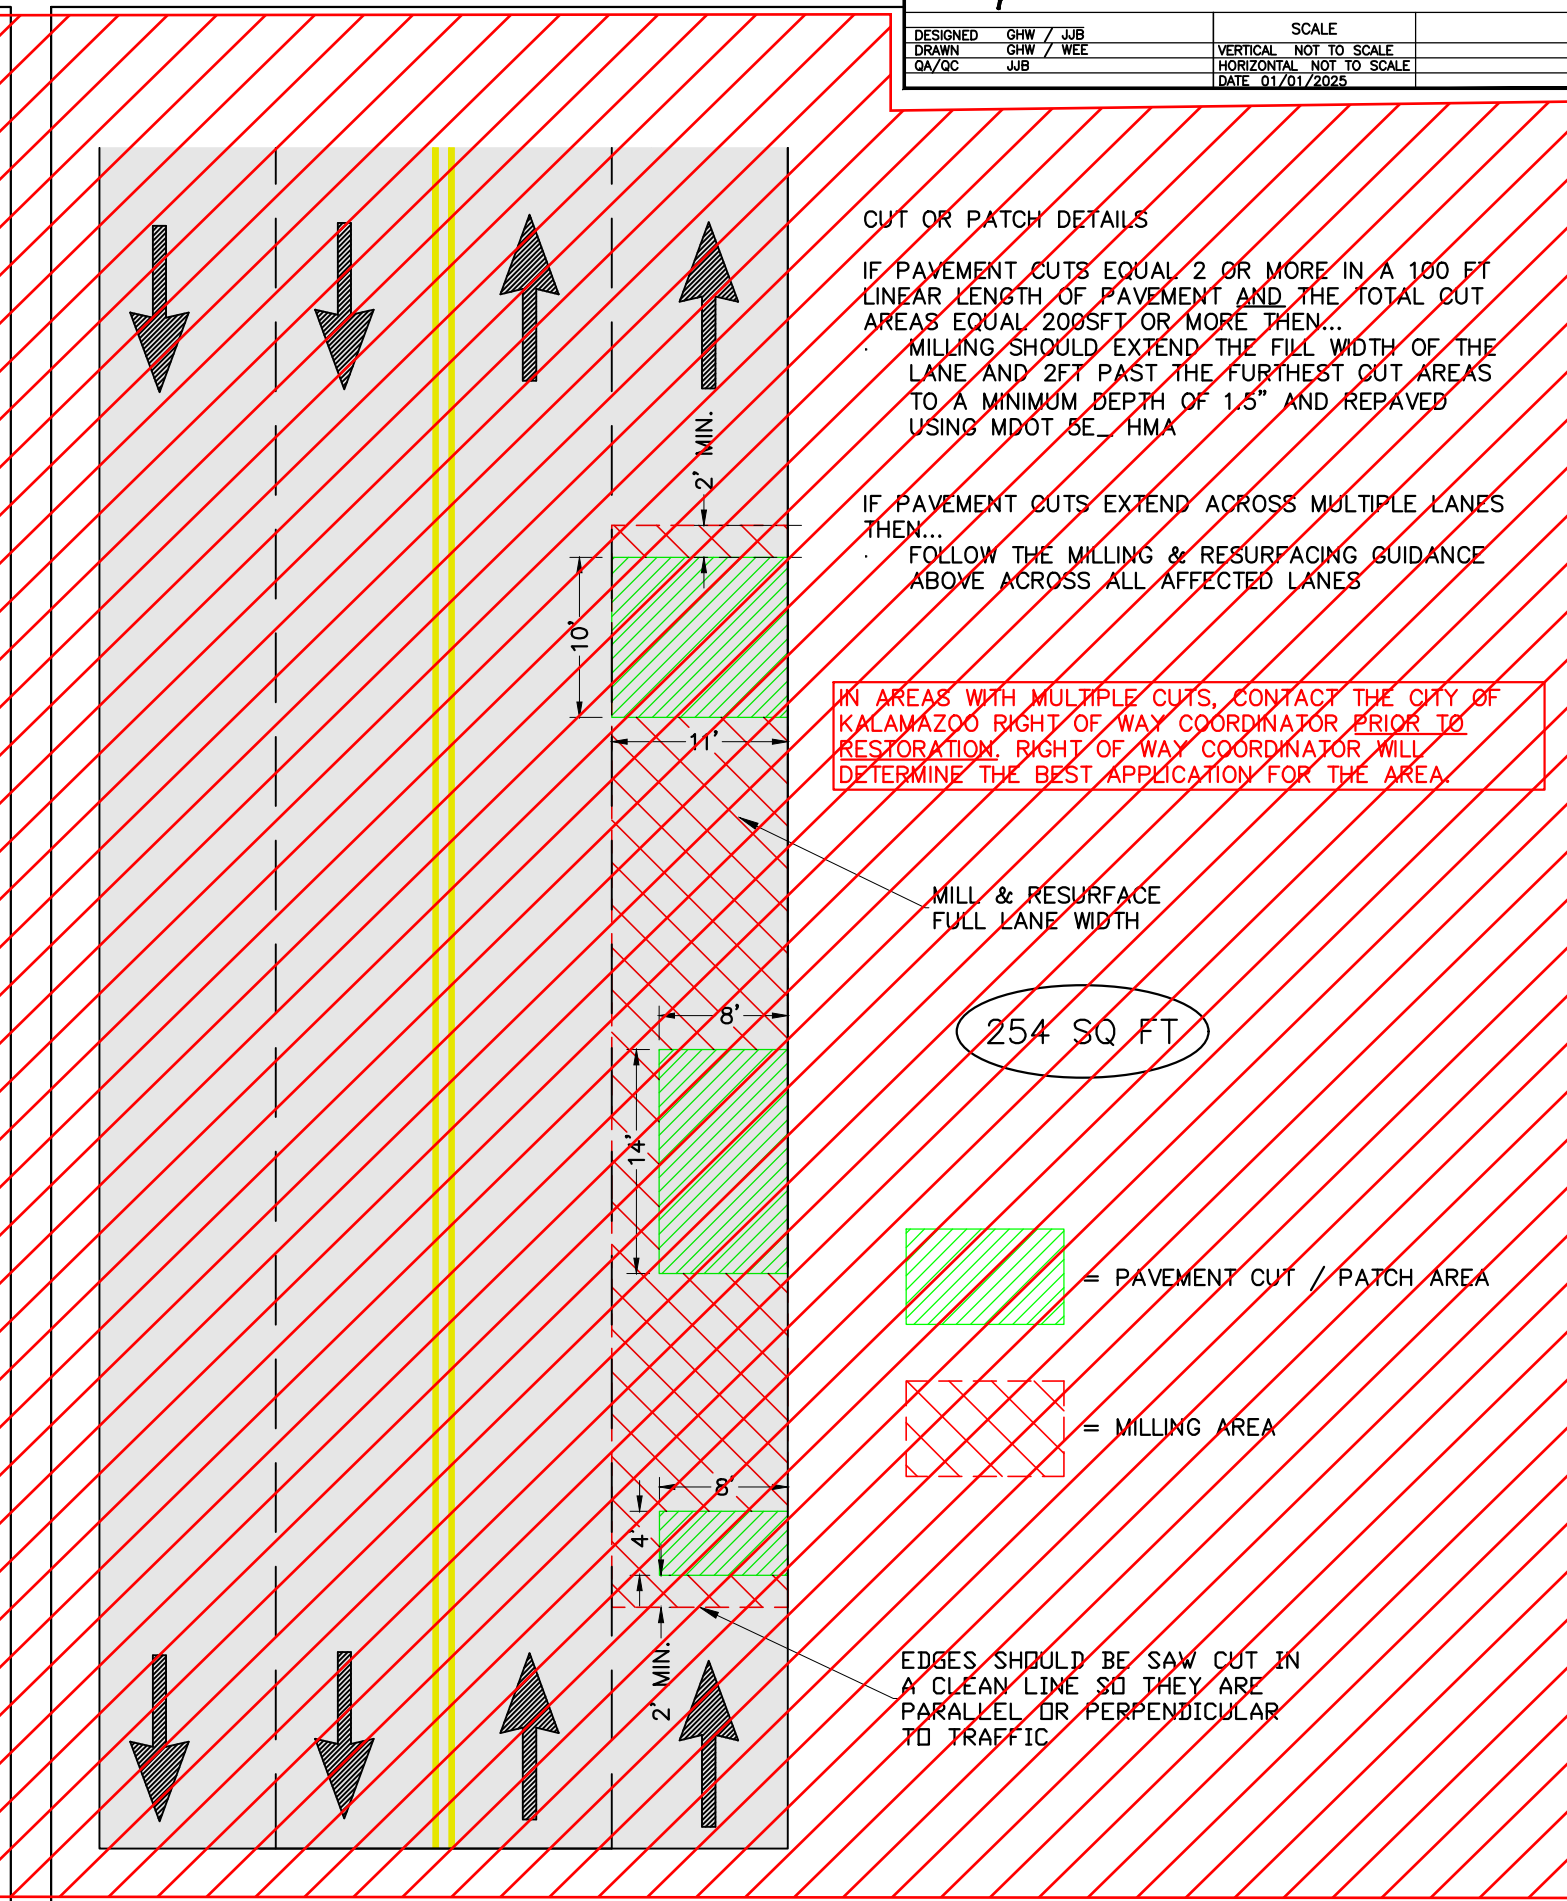 DESIGNED GHW / JJB
DRAWN GHW / WEE
QA/QC JJB
SCALE
VERTICAL NOT TO SCALE
HORIZONTAL NOT TO SCALE
DATE 01/01/2025
CUT OR PATCH DETAILS
IF PAVEMENT CUTS EQUAL 2 OR MORE IN A 100 FT
LINEAR LENGTH OF PAVEMENT AND THE TOTAL CUT
AREAS EQUAL 200SFT OR MORE THEN...
· MILLING SHOULD EXTEND THE FILL WIDTH OF THE
LANE AND 2FT PAST THE FURTHEST CUT AREAS
TO A MINIMUM DEPTH OF 1.5" AND REPAVED
USING MDOT 5E_ HMA
IF PAVEMENT CUTS EXTEND ACROSS MULTIPLE LANES
THEN...
· FOLLOW THE MILLING & RESURFACING GUIDANCE
ABOVE ACROSS ALL AFFECTED LANES
2' MIN.
10'
11'
IN AREAS WITH MULTIPLE CUTS, CONTACT THE CITY OF
KALAMAZOO RIGHT OF WAY COORDINATOR PRIOR TO
RESTORATION. RIGHT OF WAY COORDINATOR WILL
DETERMINE THE BEST APPLICATION FOR THE AREA.
MILL & RESURFACE
FULL LANE WIDTH
8'
254 SQ FT
14'
= PAVEMENT CUT / PATCH AREA
= MILLING AREA
8'
4'
2' MIN.
EDGES SHOULD BE SAW CUT IN
A CLEAN LINE SO THEY ARE
PARALLEL OR PERPENDICULAR
TO TRAFFIC